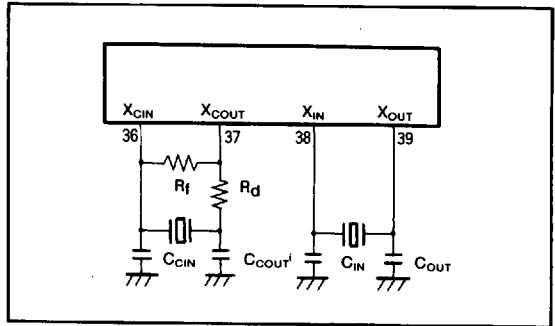 XCIN XCOUT XIN XOUT
36 37 38 39
Rf Rd
CCIN CCOUT CIN COUT